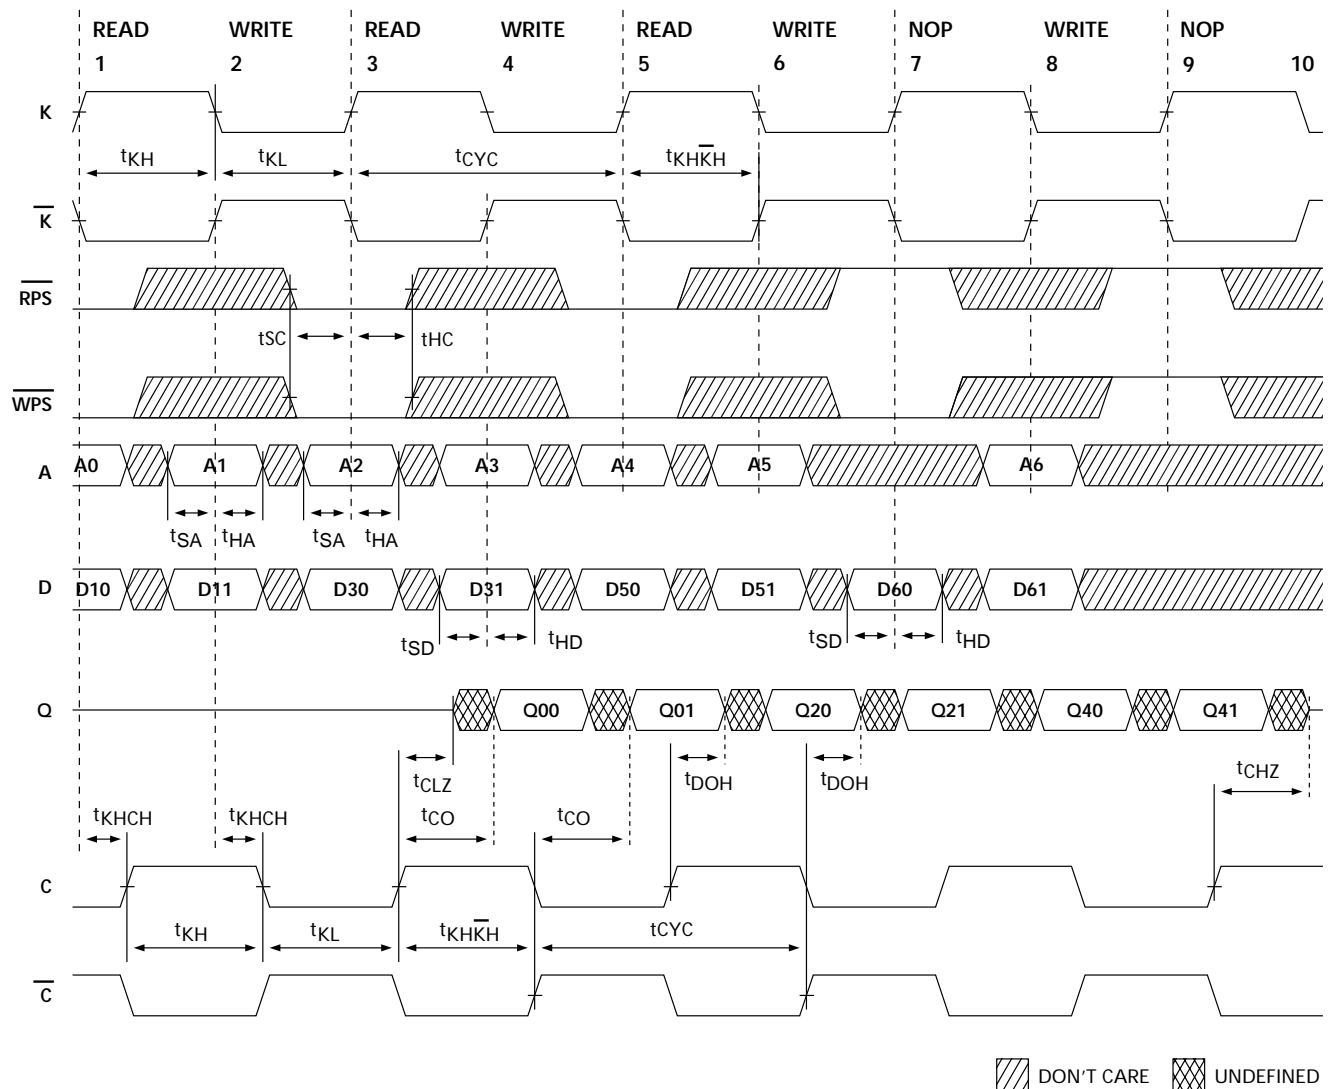 READ WRITE READ WRITE READ WRITE NOP WRITE NOP
1 2 3 4 5 6 7 8 9 10
K
tKH tKL tCYC tKHK̅H
K̅
R̅P̅S̅
tSC tHC
W̅P̅S̅
A A0 A1 A2 A3 A4 A5 A6
tSA tHA tSA tHA
D D10 D11 D30 D31 D50 D51 D60 D61
tSD tHD tSD tHD
Q Q00 Q01 Q20 Q21 Q40 Q41
tCLZ tDOH tDOH tCHZ
tKHCH tKHCH tCO tCO
C
tKH tKL tKHK̅H tCYC
C̅
DON'T CARE UNDEFINED